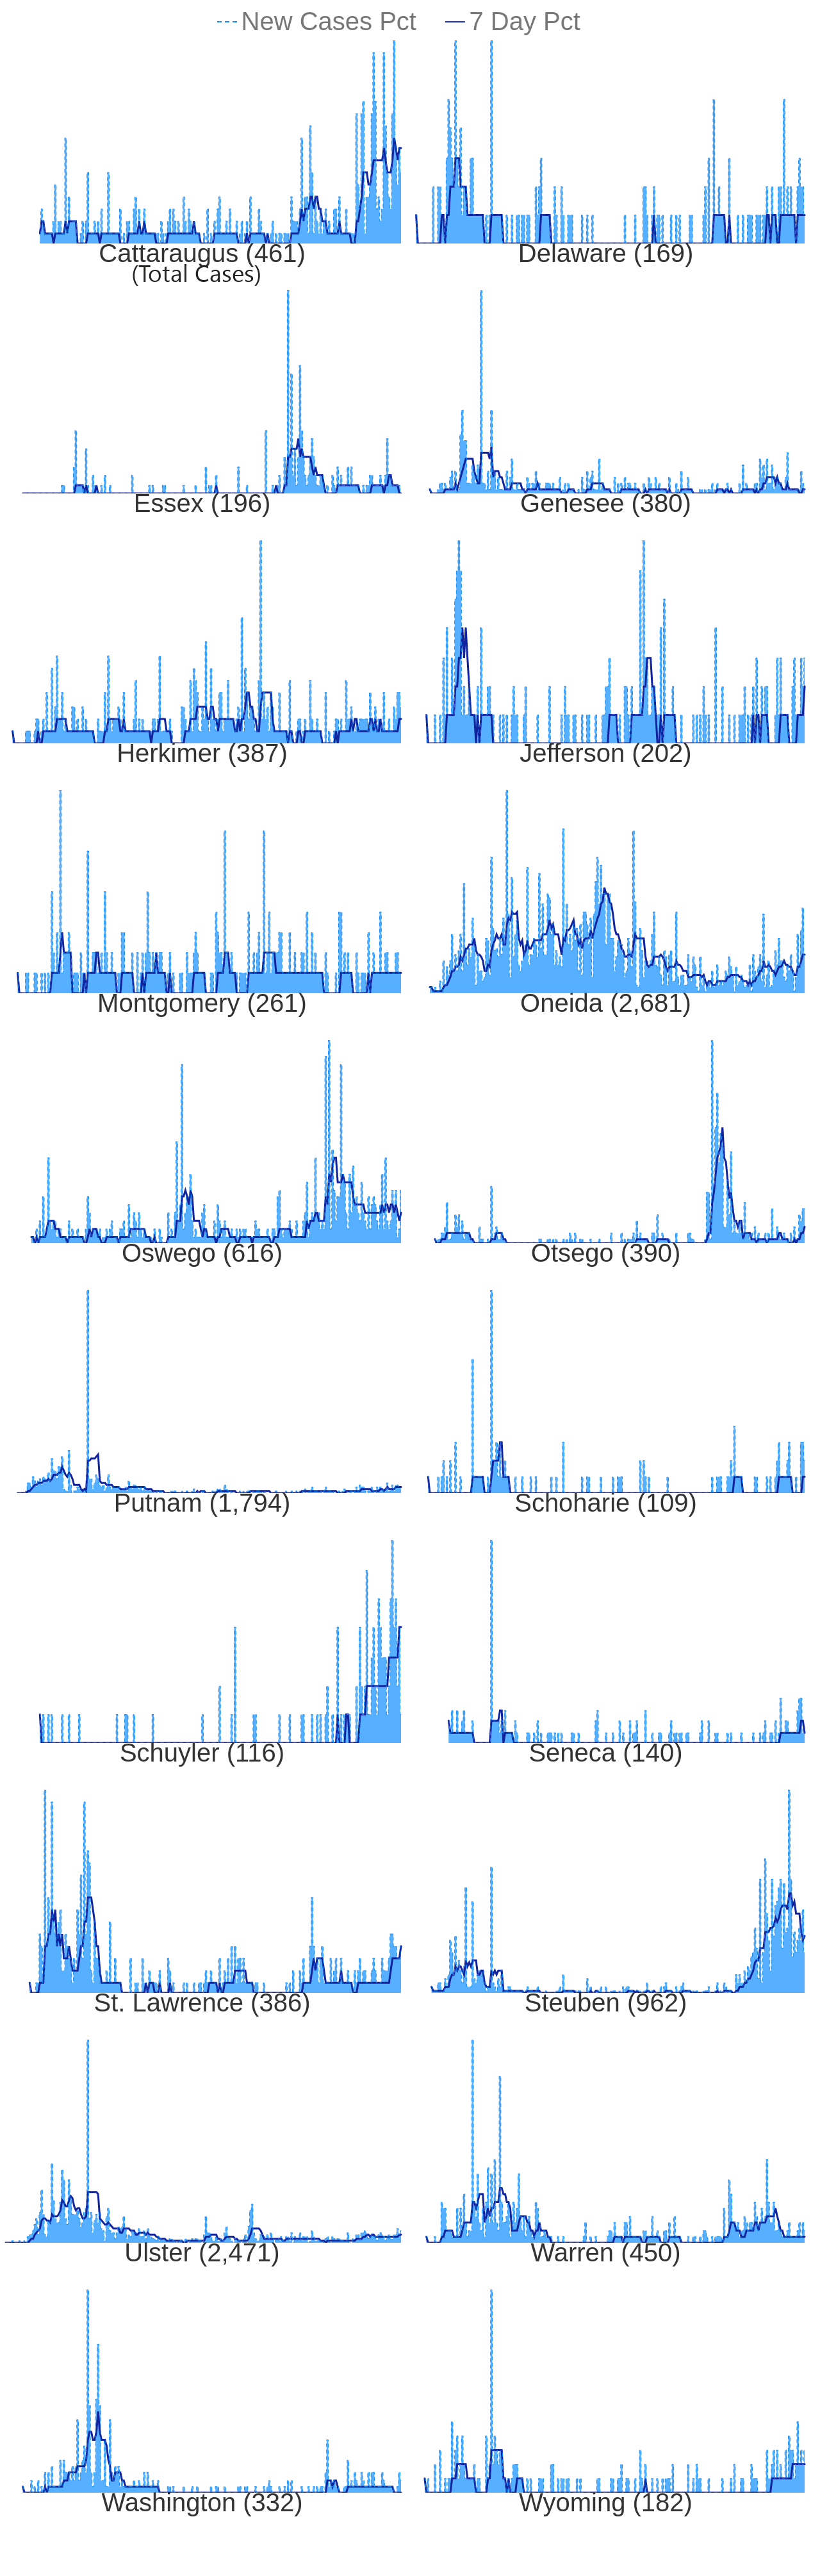 New Cases Pct 7 Day Pct
Cattaraugus (461) Delaware (169)
(Total Cases)
Essex (196) Genesee (380)
Herkimer (387) Jefferson (202)
Montgomery (261) Oneida (2,681)
Oswego (616) Otsego (390)
Putnam (1,794) Schoharie (109)
Schuyler (116) Seneca (140)
St. Lawrence (386) Steuben (962)
Ulster (2,471) Warren (450)
Washington (332) Wyoming (182)